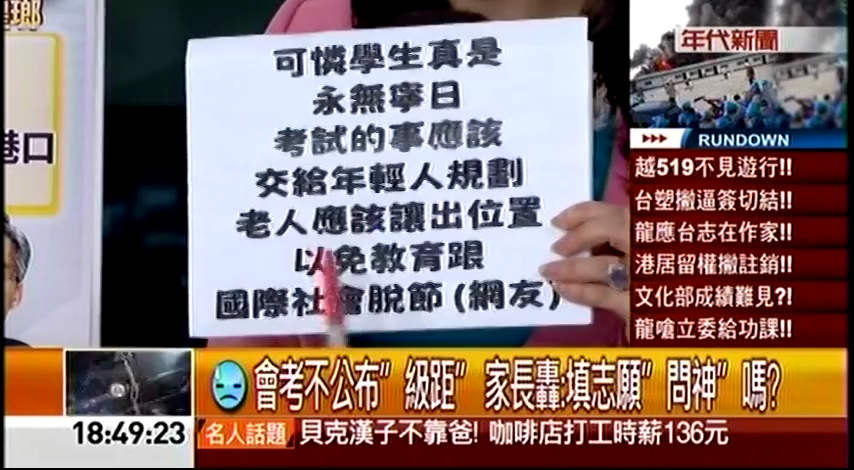 瑯
港口
可憐學生真是
永無寧日
考試的事應該
交給年輕人規劃
老人應該讓出位置
以免教育跟
國際社會脫節(網友)
年代新聞
RUNDOWN
越519不見遊行!!
台塑撇逼簽切結!!
龍應台志在作家!!
港居留權撇註銷!!
文化部成績難見?!
龍嗆立委給功課!!
會考不公布"級距" 家長轟:填志願"問神"嗎?
18:49:23
名人話題
貝克漢子不靠爸! 咖啡店打工時薪136元